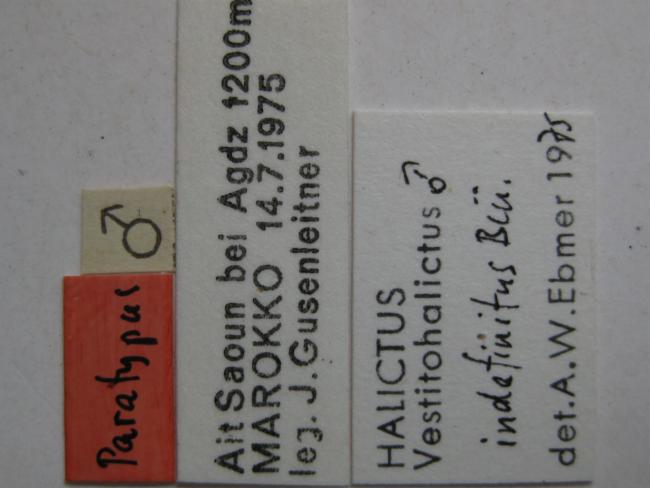 Paratypus
♂
Ait Saoun bei Agdz 1200m
MAROKKO 14.7.1975
leg. J. Gusenleitner
HALICTUS
Vestitohalictus ♂
indefinitus Blü.
det. A. W. Ebmer 1975